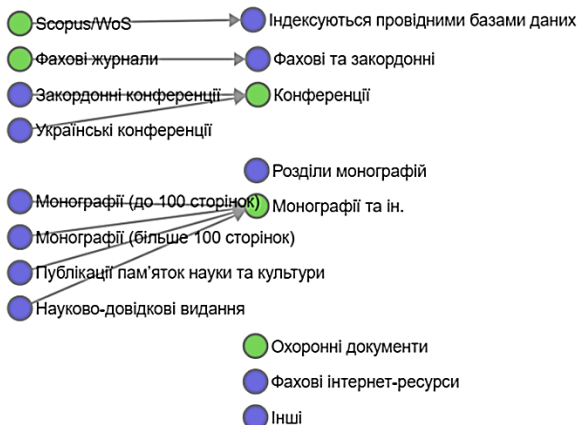 Scopus/WoS
Індексуються провідними базами даних
Фахові журнали
Фахові та закордонні
Закордонні конференції
Конференції
Українські конференції
Розділи монографій
Монографії (до 100 сторінок)
Монографії та ін.
Монографії (більше 100 сторінок)
Публікації пам'яток науки та культури
Науково-довідкові видання
Охоронні документи
Фахові інтернет-ресурси
Інші